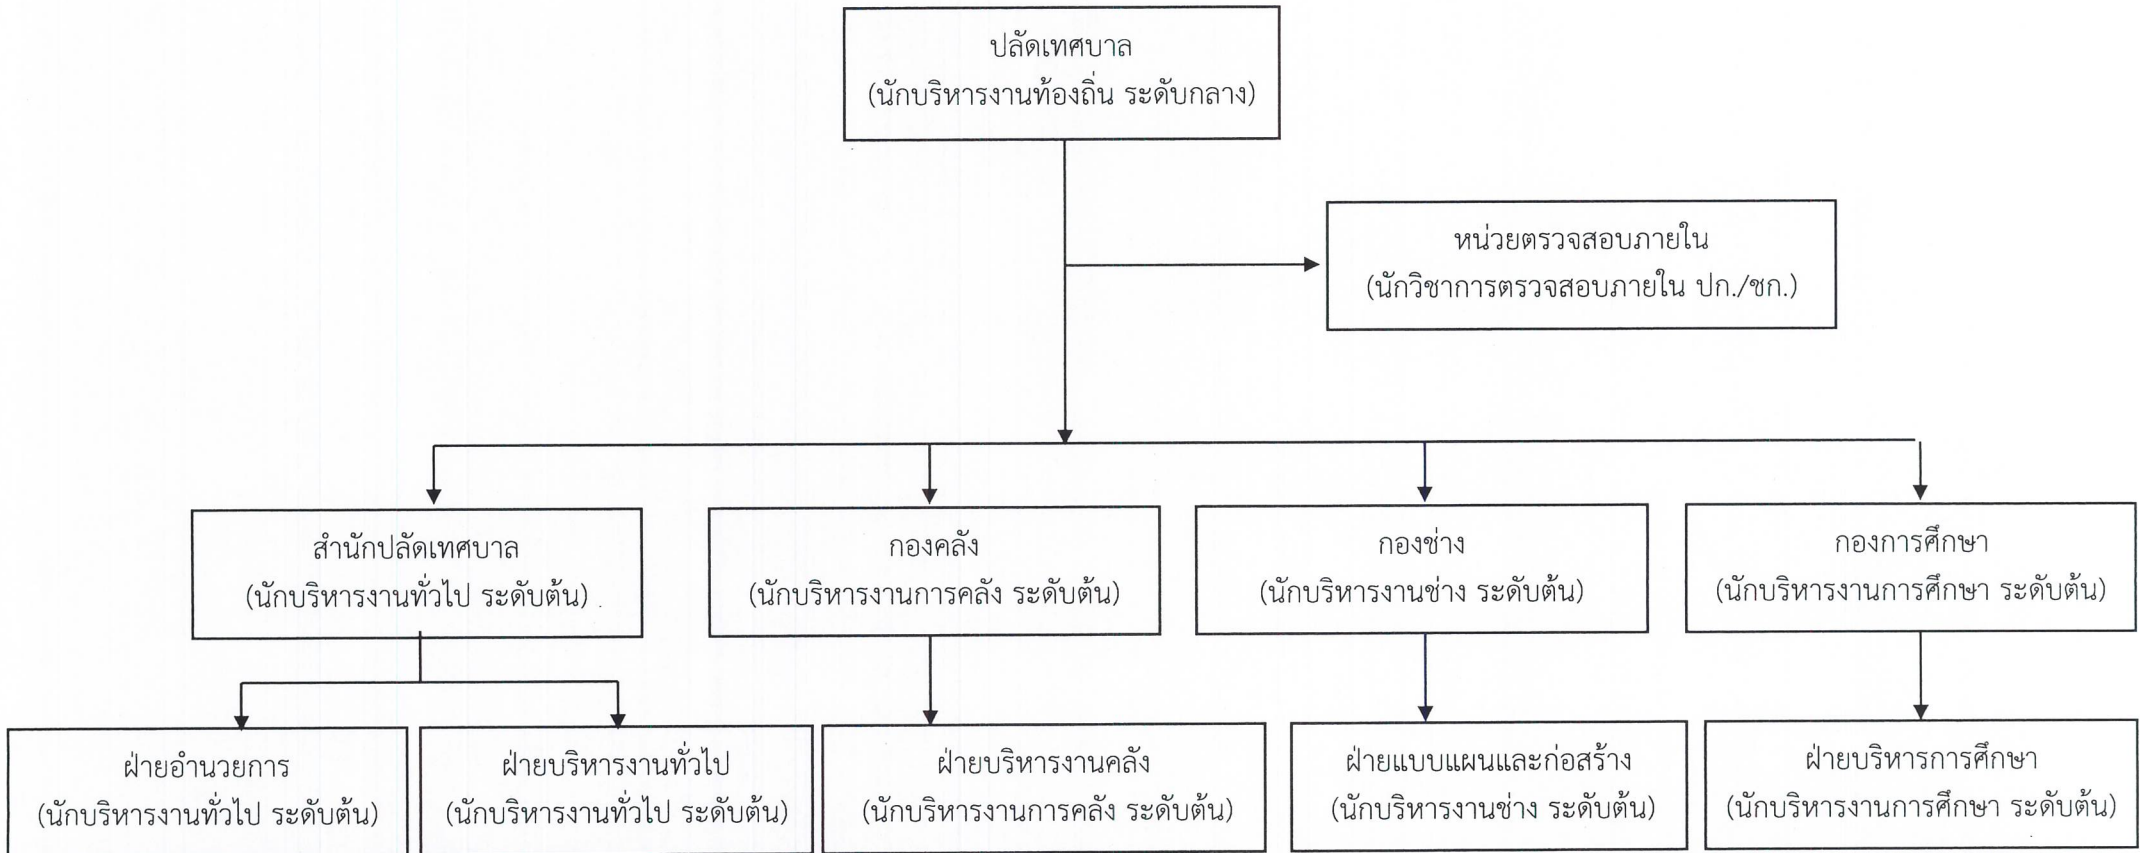 ปลัดเทศบาล
(นักบริหารงานท้องถิ่น ระดับกลาง)
หน่วยตรวจสอบภายใน
(นักวิชาการตรวจสอบภายใน ปก./ชก.)
สำนักปลัดเทศบาล
(นักบริหารงานทั่วไป ระดับต้น)
กองคลัง
(นักบริหารงานการคลัง ระดับต้น)
กองช่าง
(นักบริหารงานช่าง ระดับต้น)
กองการศึกษา
(นักบริหารงานการศึกษา ระดับต้น)
ฝ่ายอำนวยการ
(นักบริหารงานทั่วไป ระดับต้น)
ฝ่ายบริหารงานทั่วไป
(นักบริหารงานทั่วไป ระดับต้น)
ฝ่ายบริหารงานคลัง
(นักบริหารงานการคลัง ระดับต้น)
ฝ่ายแบบแผนและก่อสร้าง
(นักบริหารงานช่าง ระดับต้น)
ฝ่ายบริหารการศึกษา
(นักบริหารงานการศึกษา ระดับต้น)